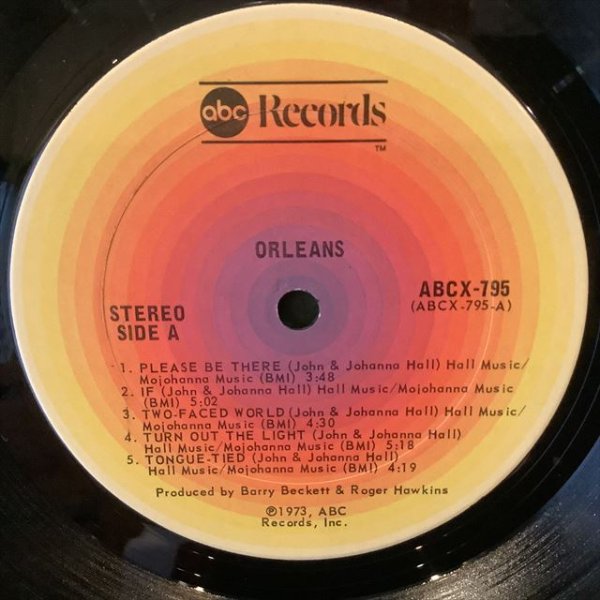 abc Records
TM
ORLEANS
STEREO
SIDE A
ABCX-795
(ABCX-795-A)
1. PLEASE BE THERE (John & Johanna Hall) Hall Music/
Mojohanna Music (BMI) 3:48
2. IF (John & Johanna Hall) Hall Music/Mojohanna Music
(BMI) 5:02
3. TWO-FACED WORLD (John & Johanna Hall) Hall Music/
Mojohanna Music (BMI) 4:30
4. TURN OUT THE LIGHT (John & Johanna Hall)
Hall Music/Mojohanna Music (BMI) 5:18
5. TONGUE-TIED (John & Johanna Hall)
Hall Music/Mojohanna Music (BMI) 4:19
Produced by Barry Beckett & Roger Hawkins
℗1973, ABC
Records, Inc.